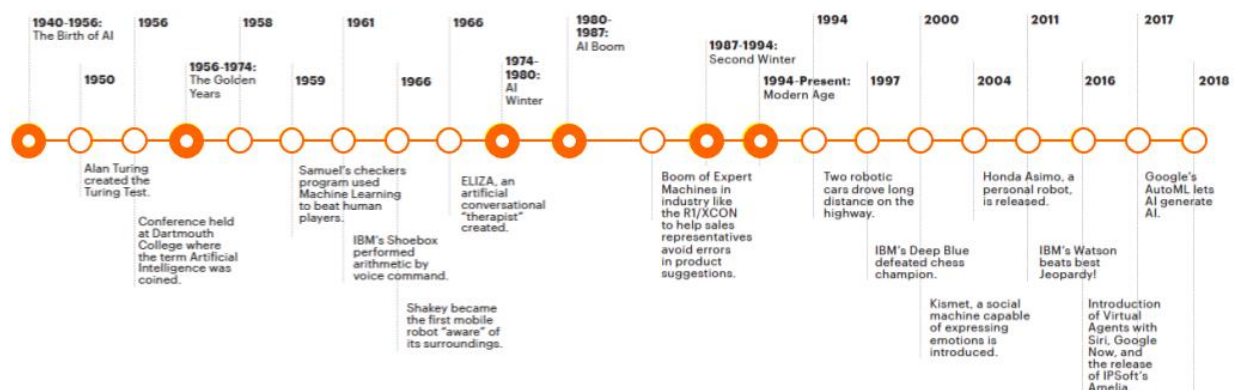 1940-1956:
The Birth of AI
1950
Alan Turing
created the
Turing Test.
1956
Conference held
at Dartmouth
College where
the term Artificial
Intelligence was
coined.
1956-1974:
The Golden
Years
1958
1959
Samuel's checkers
program used
Machine Learning
to beat human
players.
1961
IBM's Shoebox
performed
arithmetic by
voice command.
1966
Shakey became
the first mobile
robot "aware" of
its surroundings.
1966
ELIZA, an
artificial
conversational
"therapist"
created.
1974-
1980:
AI
Winter
1980-
1987:
AI Boom
Boom of Expert
Machines in
industry like
the R1/XCON
to help sales
representatives
avoid errors
in product
suggestions.
1987-1994:
Second Winter
1994-Present:
Modern Age
1994
Two robotic
cars drove long
distance on the
highway.
1997
IBM's Deep Blue
defeated chess
champion.
2000
Kismet, a social
machine capable
of expressing
emotions is
introduced.
2004
Honda Asimo, a
personal robot,
is released.
2011
IBM's Watson
beats best
Jeopardy!
2016
Introduction
of Virtual
Agents with
Siri, Google
Now, and
the release
of IPSoft's
Amelia
2017
Google's
AutoML lets
AI generate
AI.
2018